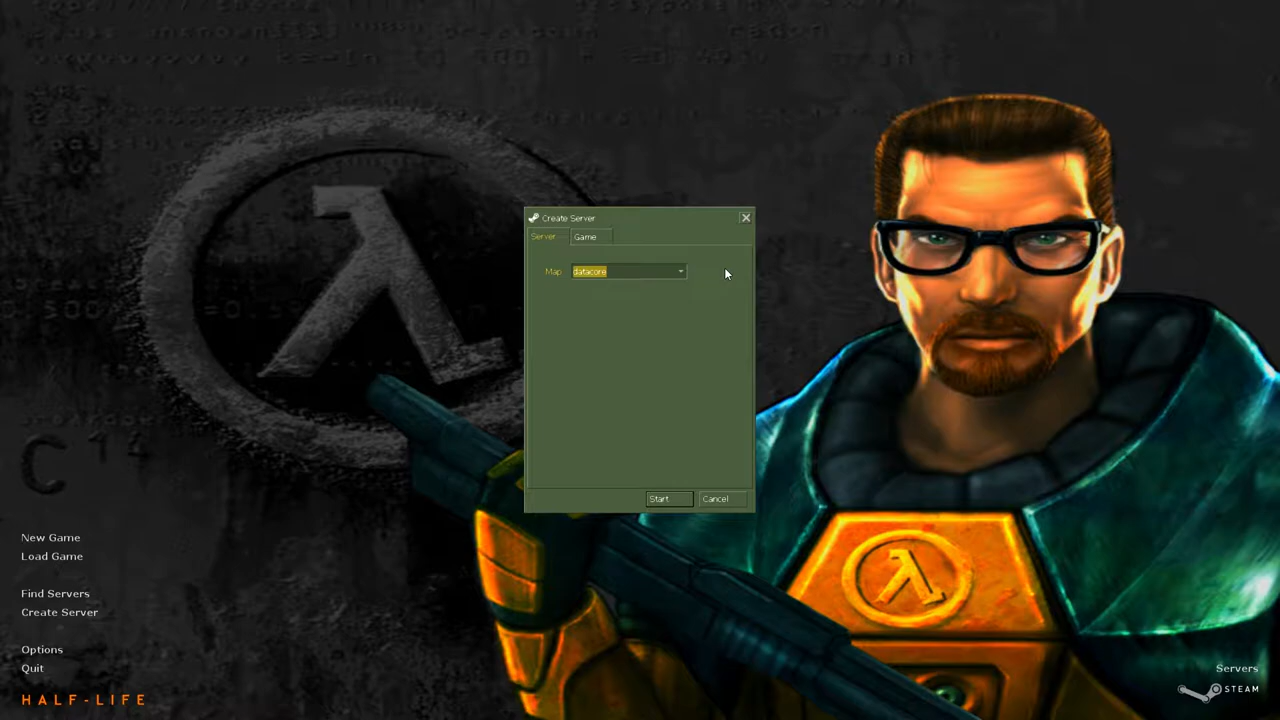 Create Server
Server
Game
Map
datacore
Start
Cancel
C 14
New Game
Load Game
Find Servers
Create Server
Options
Quit
HALF-LIFE
Servers
STEAM